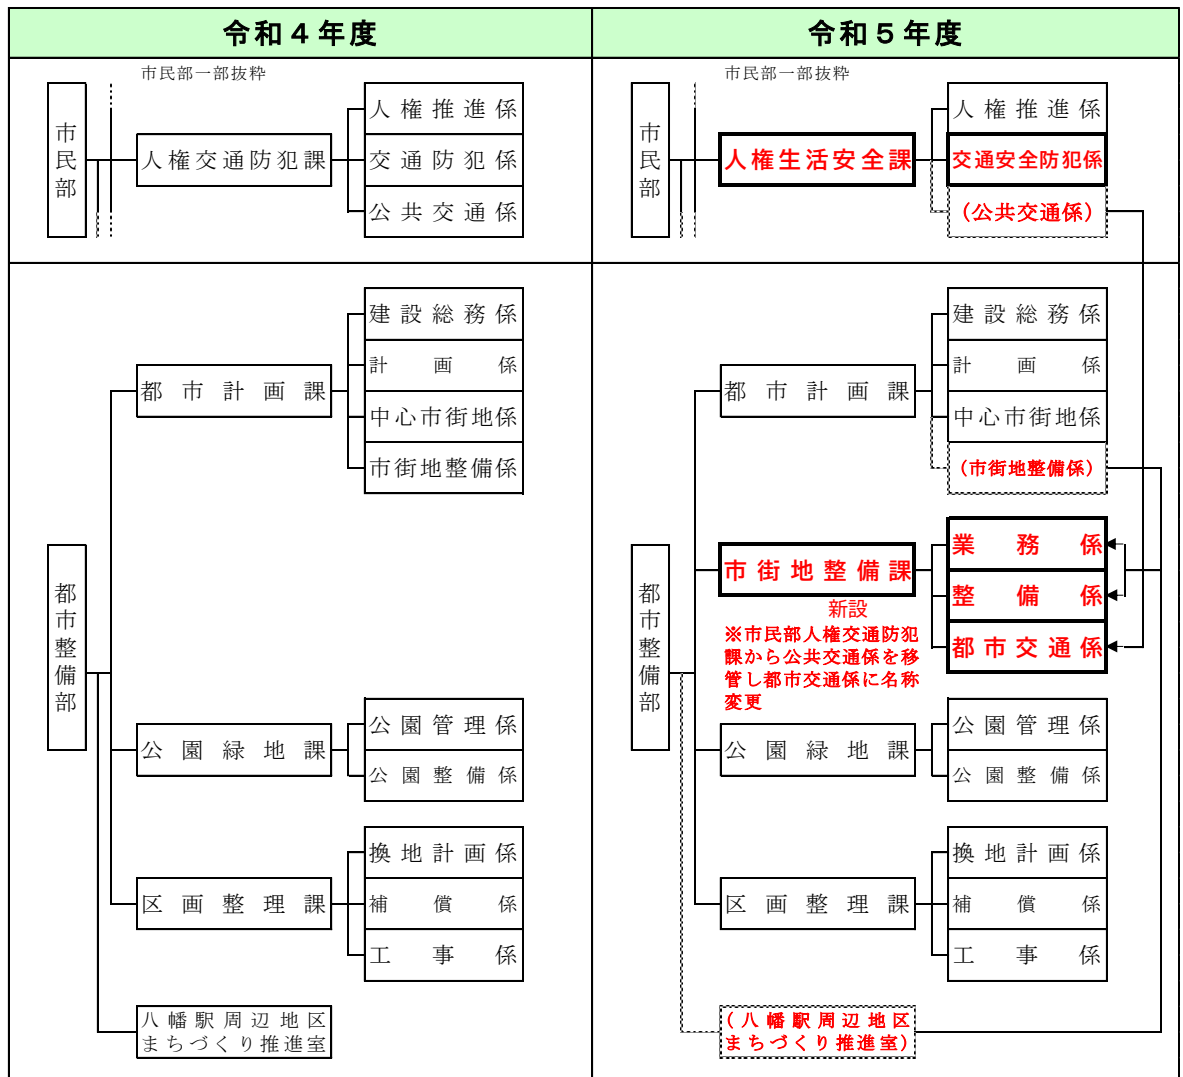 令和４年度
市民部一部抜粋
市民部
人権交通防犯課
人権推進係
交通防犯係
公共交通係
都市整備部
都市計画課
建設総務係
計画係
中心市街地係
市街地整備係
公園緑地課
公園管理係
公園整備係
区画整理課
換地計画係
補償係
工事係
八幡駅周辺地区
まちづくり推進室
令和５年度
市民部一部抜粋
市民部
人権生活安全課
人権推進係
交通安全防犯係
（公共交通係）
都市整備部
都市計画課
建設総務係
計画係
中心市街地係
（市街地整備係）
市街地整備課
新設
※市民部人権交通防犯
課から公共交通係を移
管し都市交通係に名称
変更
業務係
整備係
都市交通係
公園緑地課
公園管理係
公園整備係
区画整理課
換地計画係
補償係
工事係
（八幡駅周辺地区
まちづくり推進室）